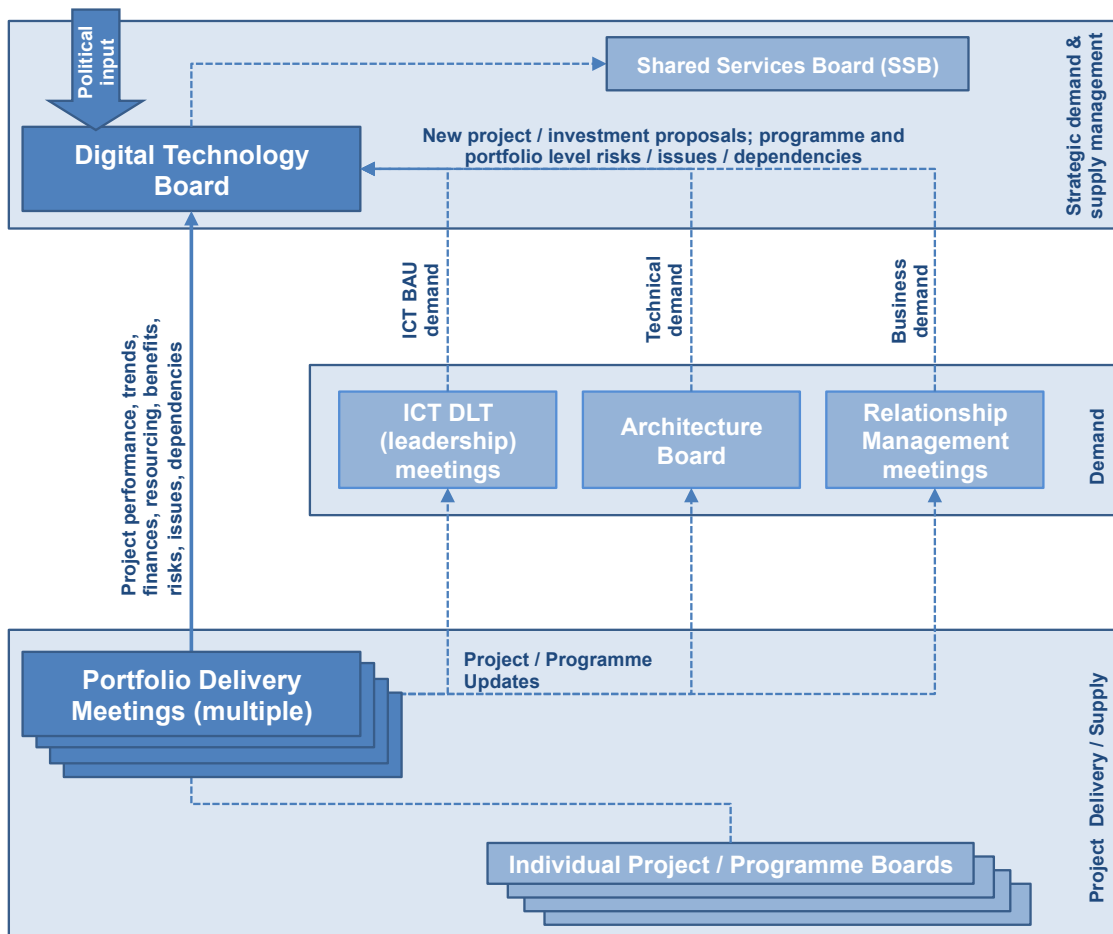 Political
input
Shared Services Board (SSB)
Strategic demand &
supply management
Digital Technology
Board
New project / investment proposals; programme and
portfolio level risks / issues / dependencies
ICT BAU
demand
Technical
demand
Business
demand
Project performance, trends,
finances, resourcing, benefits,
risks, issues, dependencies
ICT DLT
(leadership)
meetings
Architecture
Board
Relationship
Management
meetings
Demand
Portfolio Delivery
Meetings (multiple)
Project / Programme
Updates
Project Delivery / Supply
Individual Project / Programme Boards